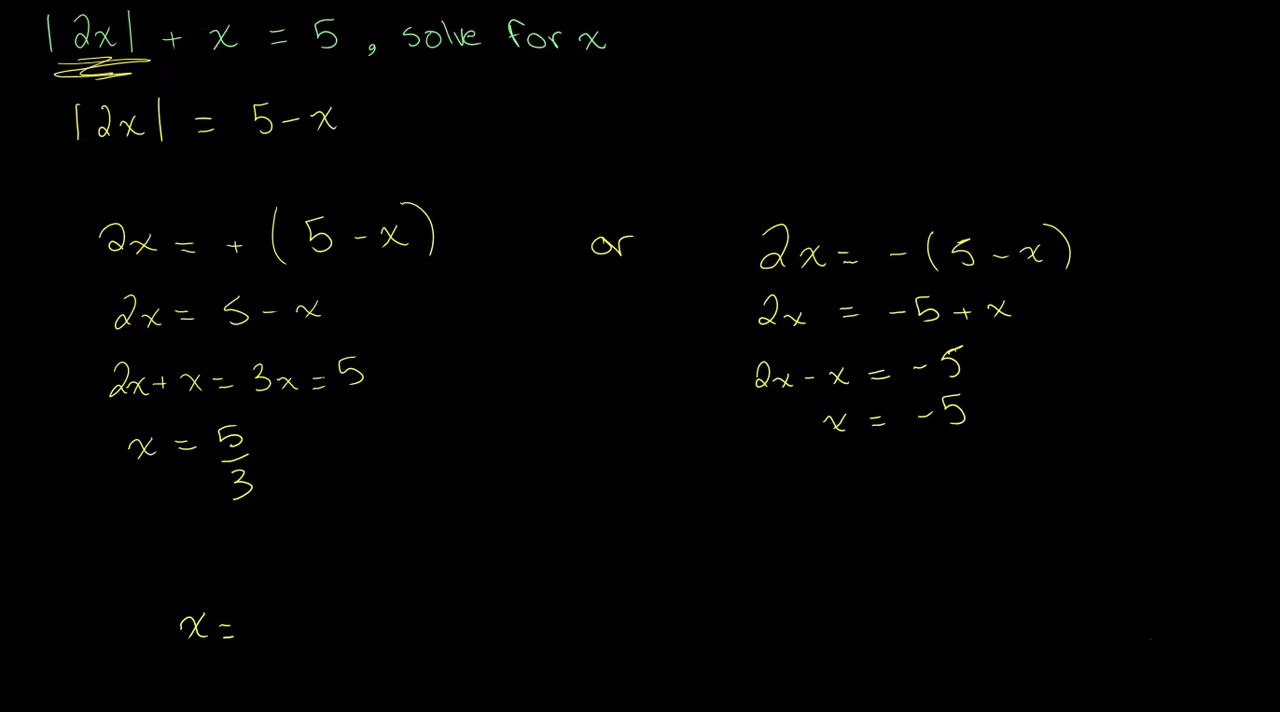 |2x| + x = 5, solve for x
|2x| = 5-x
2x = + (5-x) or 2x = -(5-x)
2x = 5-x 2x = -5+x
2x+x = 3x = 5 2x-x = -5
x = 5/3 x = -5
x =